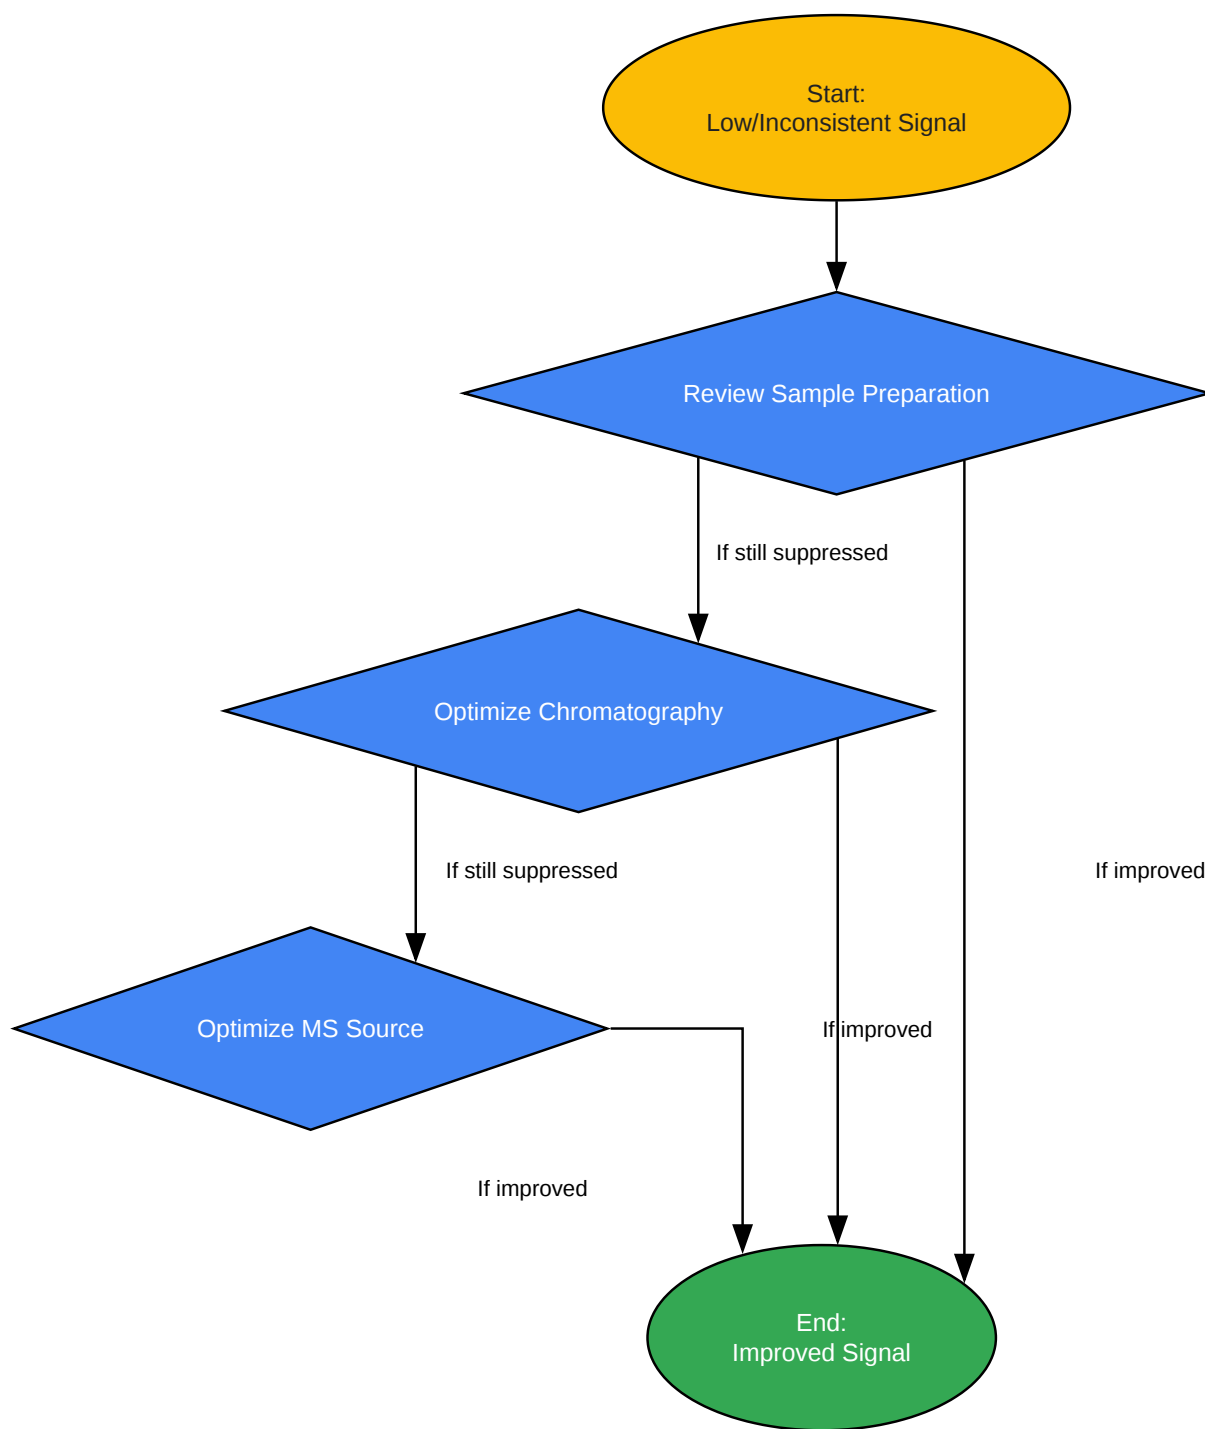 Start:
Low/Inconsistent Signal
Review Sample Preparation
If still suppressed
Optimize Chromatography
If still suppressed
If improved
Optimize MS Source
If improved
If improved
End:
Improved Signal